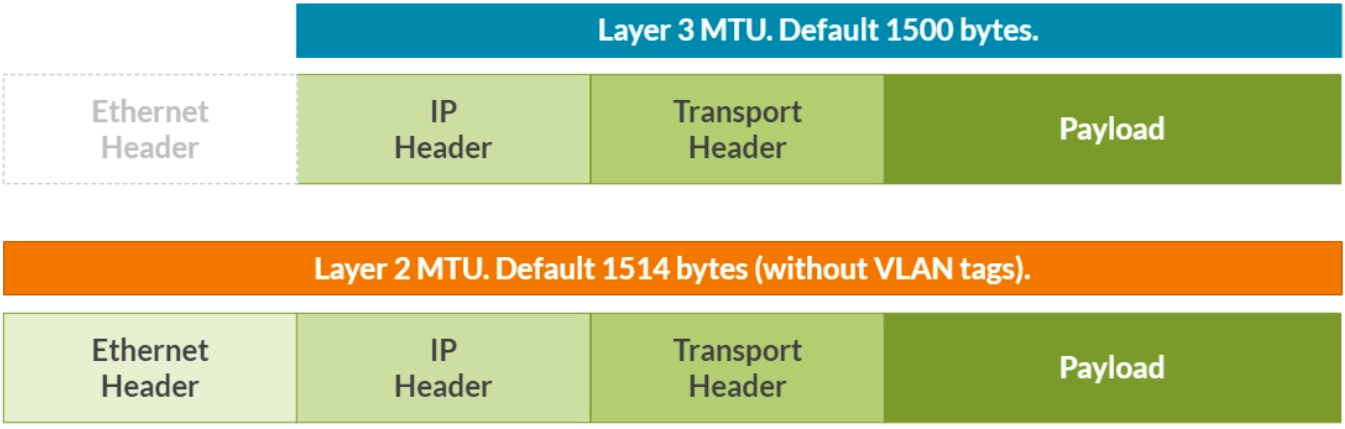 Layer 3 MTU. Default 1500 bytes.
Ethernet
Header
IP
Header
Transport
Header
Payload
Layer 2 MTU. Default 1514 bytes (without VLAN tags).
Ethernet
Header
IP
Header
Transport
Header
Payload